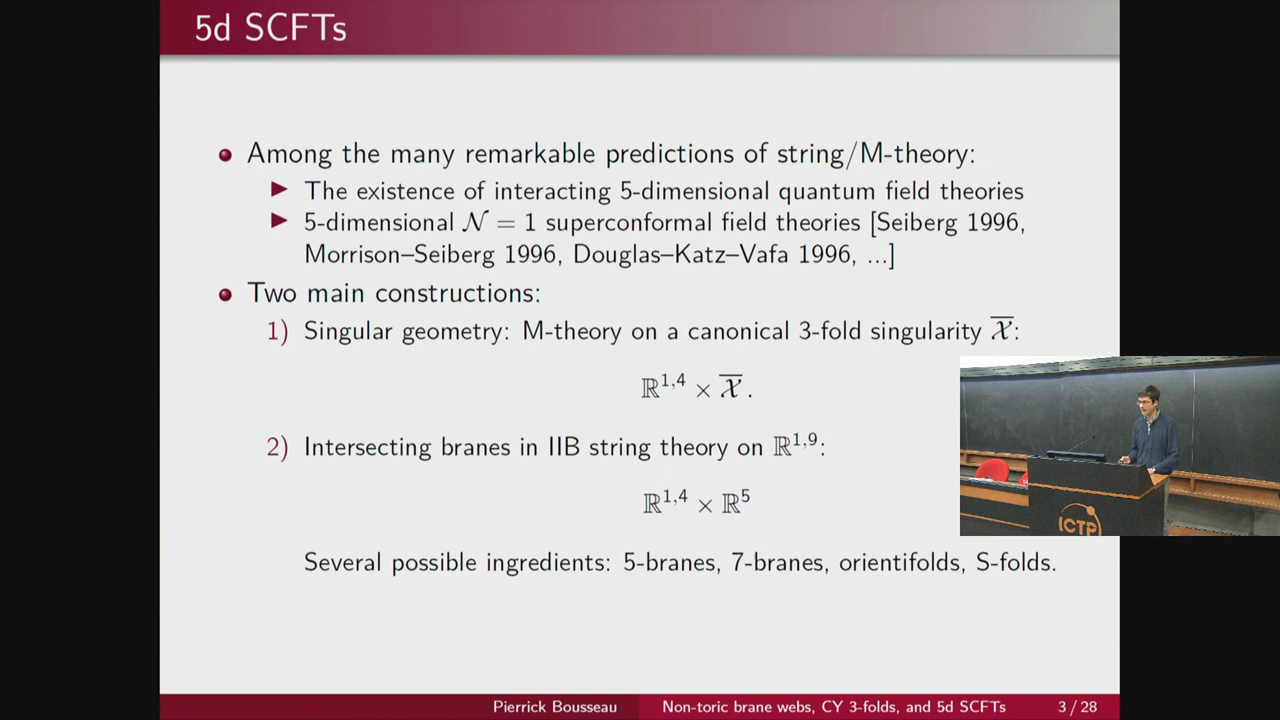 5d SCFTs
Among the many remarkable predictions of string/M-theory:
The existence of interacting 5-dimensional quantum field theories
5-dimensional 𝒩 = 1 superconformal field theories [Seiberg 1996,
Morrison–Seiberg 1996, Douglas–Katz–Vafa 1996, ...]
Two main constructions:
1) Singular geometry: M-theory on a canonical 3-fold singularity 𝒳̅:
ℝ^{1,4} × 𝒳̅.
2) Intersecting branes in IIB string theory on ℝ^{1,9}:
ℝ^{1,4} × ℝ^5
Several possible ingredients: 5-branes, 7-branes, orientifolds, S-folds.
ICTP
Pierrick Bousseau Non-toric brane webs, CY 3-folds, and 5d SCFTs 3 / 28